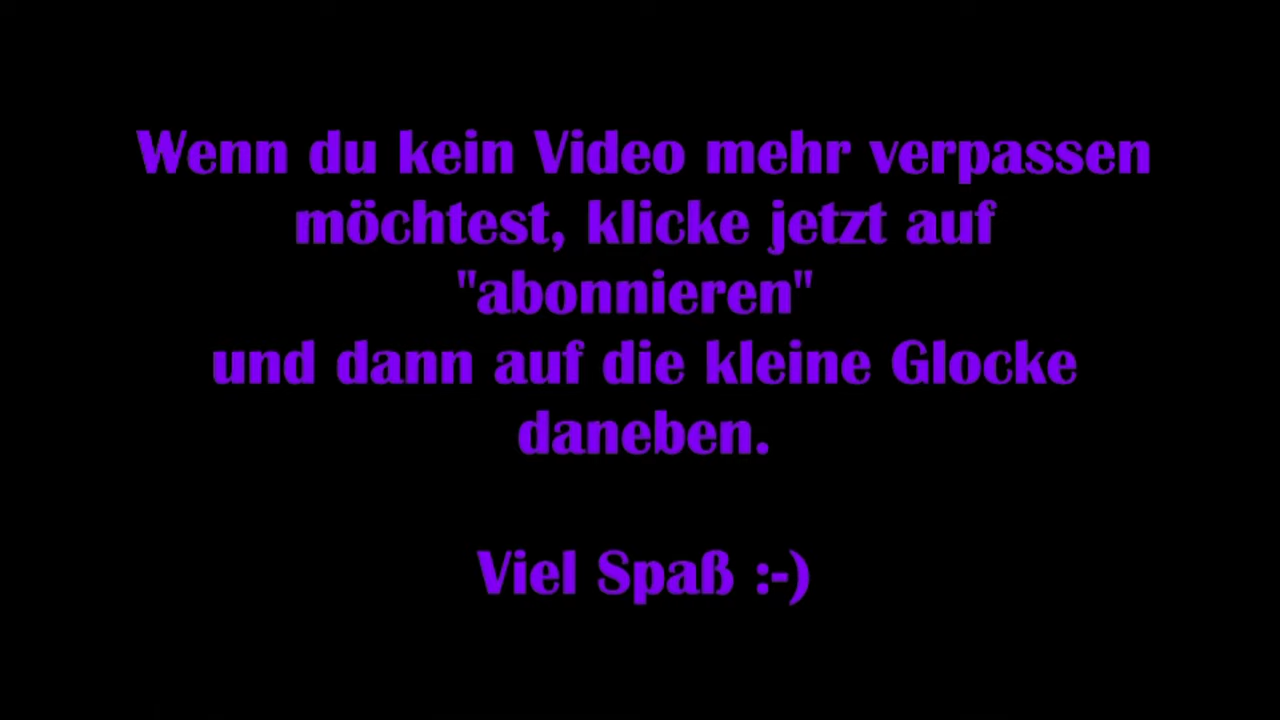 Wenn du kein Video mehr verpassen
möchtest, klicke jetzt auf
"abonnieren"
und dann auf die kleine Glocke
daneben.
Viel Spaß :-)